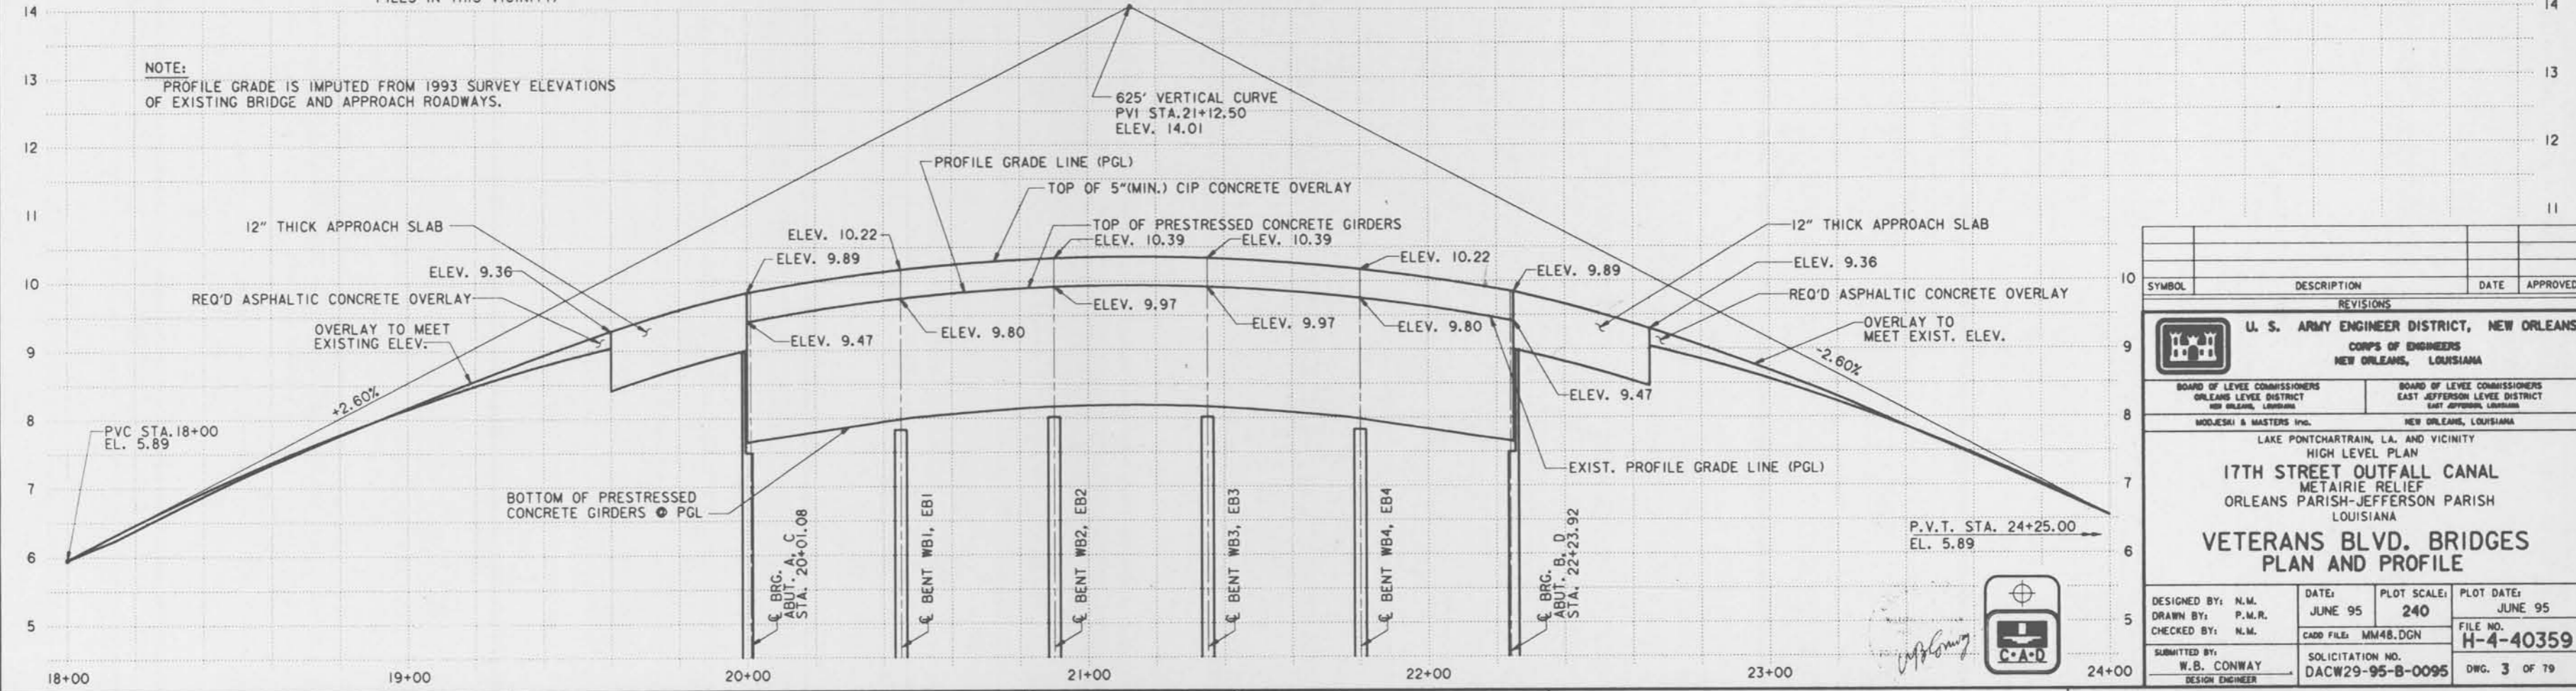 14
14
NOTE:
PROFILE GRADE IS IMPUTED FROM 1993 SURVEY ELEVATIONS
OF EXISTING BRIDGE AND APPROACH ROADWAYS.
13
13
625' VERTICAL CURVE
PVI STA.21+12.50
ELEV. 14.01
12
12
PROFILE GRADE LINE (PGL)
TOP OF 5"(MIN.) CIP CONCRETE OVERLAY
11
11
12" THICK APPROACH SLAB
ELEV. 10.22
TOP OF PRESTRESSED CONCRETE GIRDERS
ELEV. 10.39
ELEV. 10.39
12" THICK APPROACH SLAB
ELEV. 9.36
ELEV. 9.89
ELEV. 10.22
ELEV. 9.89
ELEV. 9.36
10
10
REQ'D ASPHALTIC CONCRETE OVERLAY
ELEV. 9.97
ELEV. 9.97
REQ'D ASPHALTIC CONCRETE OVERLAY
OVERLAY TO MEET
EXISTING ELEV.
ELEV. 9.47
ELEV. 9.80
ELEV. 9.80
OVERLAY TO
MEET EXIST. ELEV.
9
9
+2.60%
-2.60%
ELEV. 9.47
8
8
PVC STA.18+00
EL. 5.89
EXIST. PROFILE GRADE LINE (PGL)
7
7
BOTTOM OF PRESTRESSED
CONCRETE GIRDERS @ PGL
P.V.T. STA. 24+25.00
EL. 5.89
6
6
℄ BRG.
ABUT. A, C
STA. 20+01.08
℄ BENT WB1, EB1
℄ BENT WB2, EB2
℄ BENT WB3, EB3
℄ BENT WB4, EB4
℄ BRG.
ABUT. B, D
STA. 22+23.92
5
5
18+00
19+00
20+00
21+00
22+00
23+00
24+00
C•A•D
SYMBOL DESCRIPTION DATE APPROVED
REVISIONS
U. S. ARMY ENGINEER DISTRICT, NEW ORLEANS
CORPS OF ENGINEERS
NEW ORLEANS, LOUISIANA
BOARD OF LEVEE COMMISSIONERS
ORLEANS LEVEE DISTRICT
NEW ORLEANS, LOUISIANA
BOARD OF LEVEE COMMISSIONERS
EAST JEFFERSON LEVEE DISTRICT
EAST JEFFERSON, LOUISIANA
MODJESKI & MASTERS Inc. NEW ORLEANS, LOUISIANA
LAKE PONTCHARTRAIN, LA. AND VICINITY
HIGH LEVEL PLAN
17TH STREET OUTFALL CANAL
METAIRIE RELIEF
ORLEANS PARISH-JEFFERSON PARISH
LOUISIANA
VETERANS BLVD. BRIDGES
PLAN AND PROFILE
DESIGNED BY: N.M.
DRAWN BY: P.M.R.
CHECKED BY: N.M.
SUBMITTED BY:
W.B. CONWAY
DESIGN ENGINEER
DATE:
JUNE 95
PLOT SCALE:
240
PLOT DATE:
JUNE 95
CADD FILE: MM48.DGN
FILE NO.
H-4-40359
SOLICITATION NO.
DACW29-95-B-0095
DWG. 3 OF 79